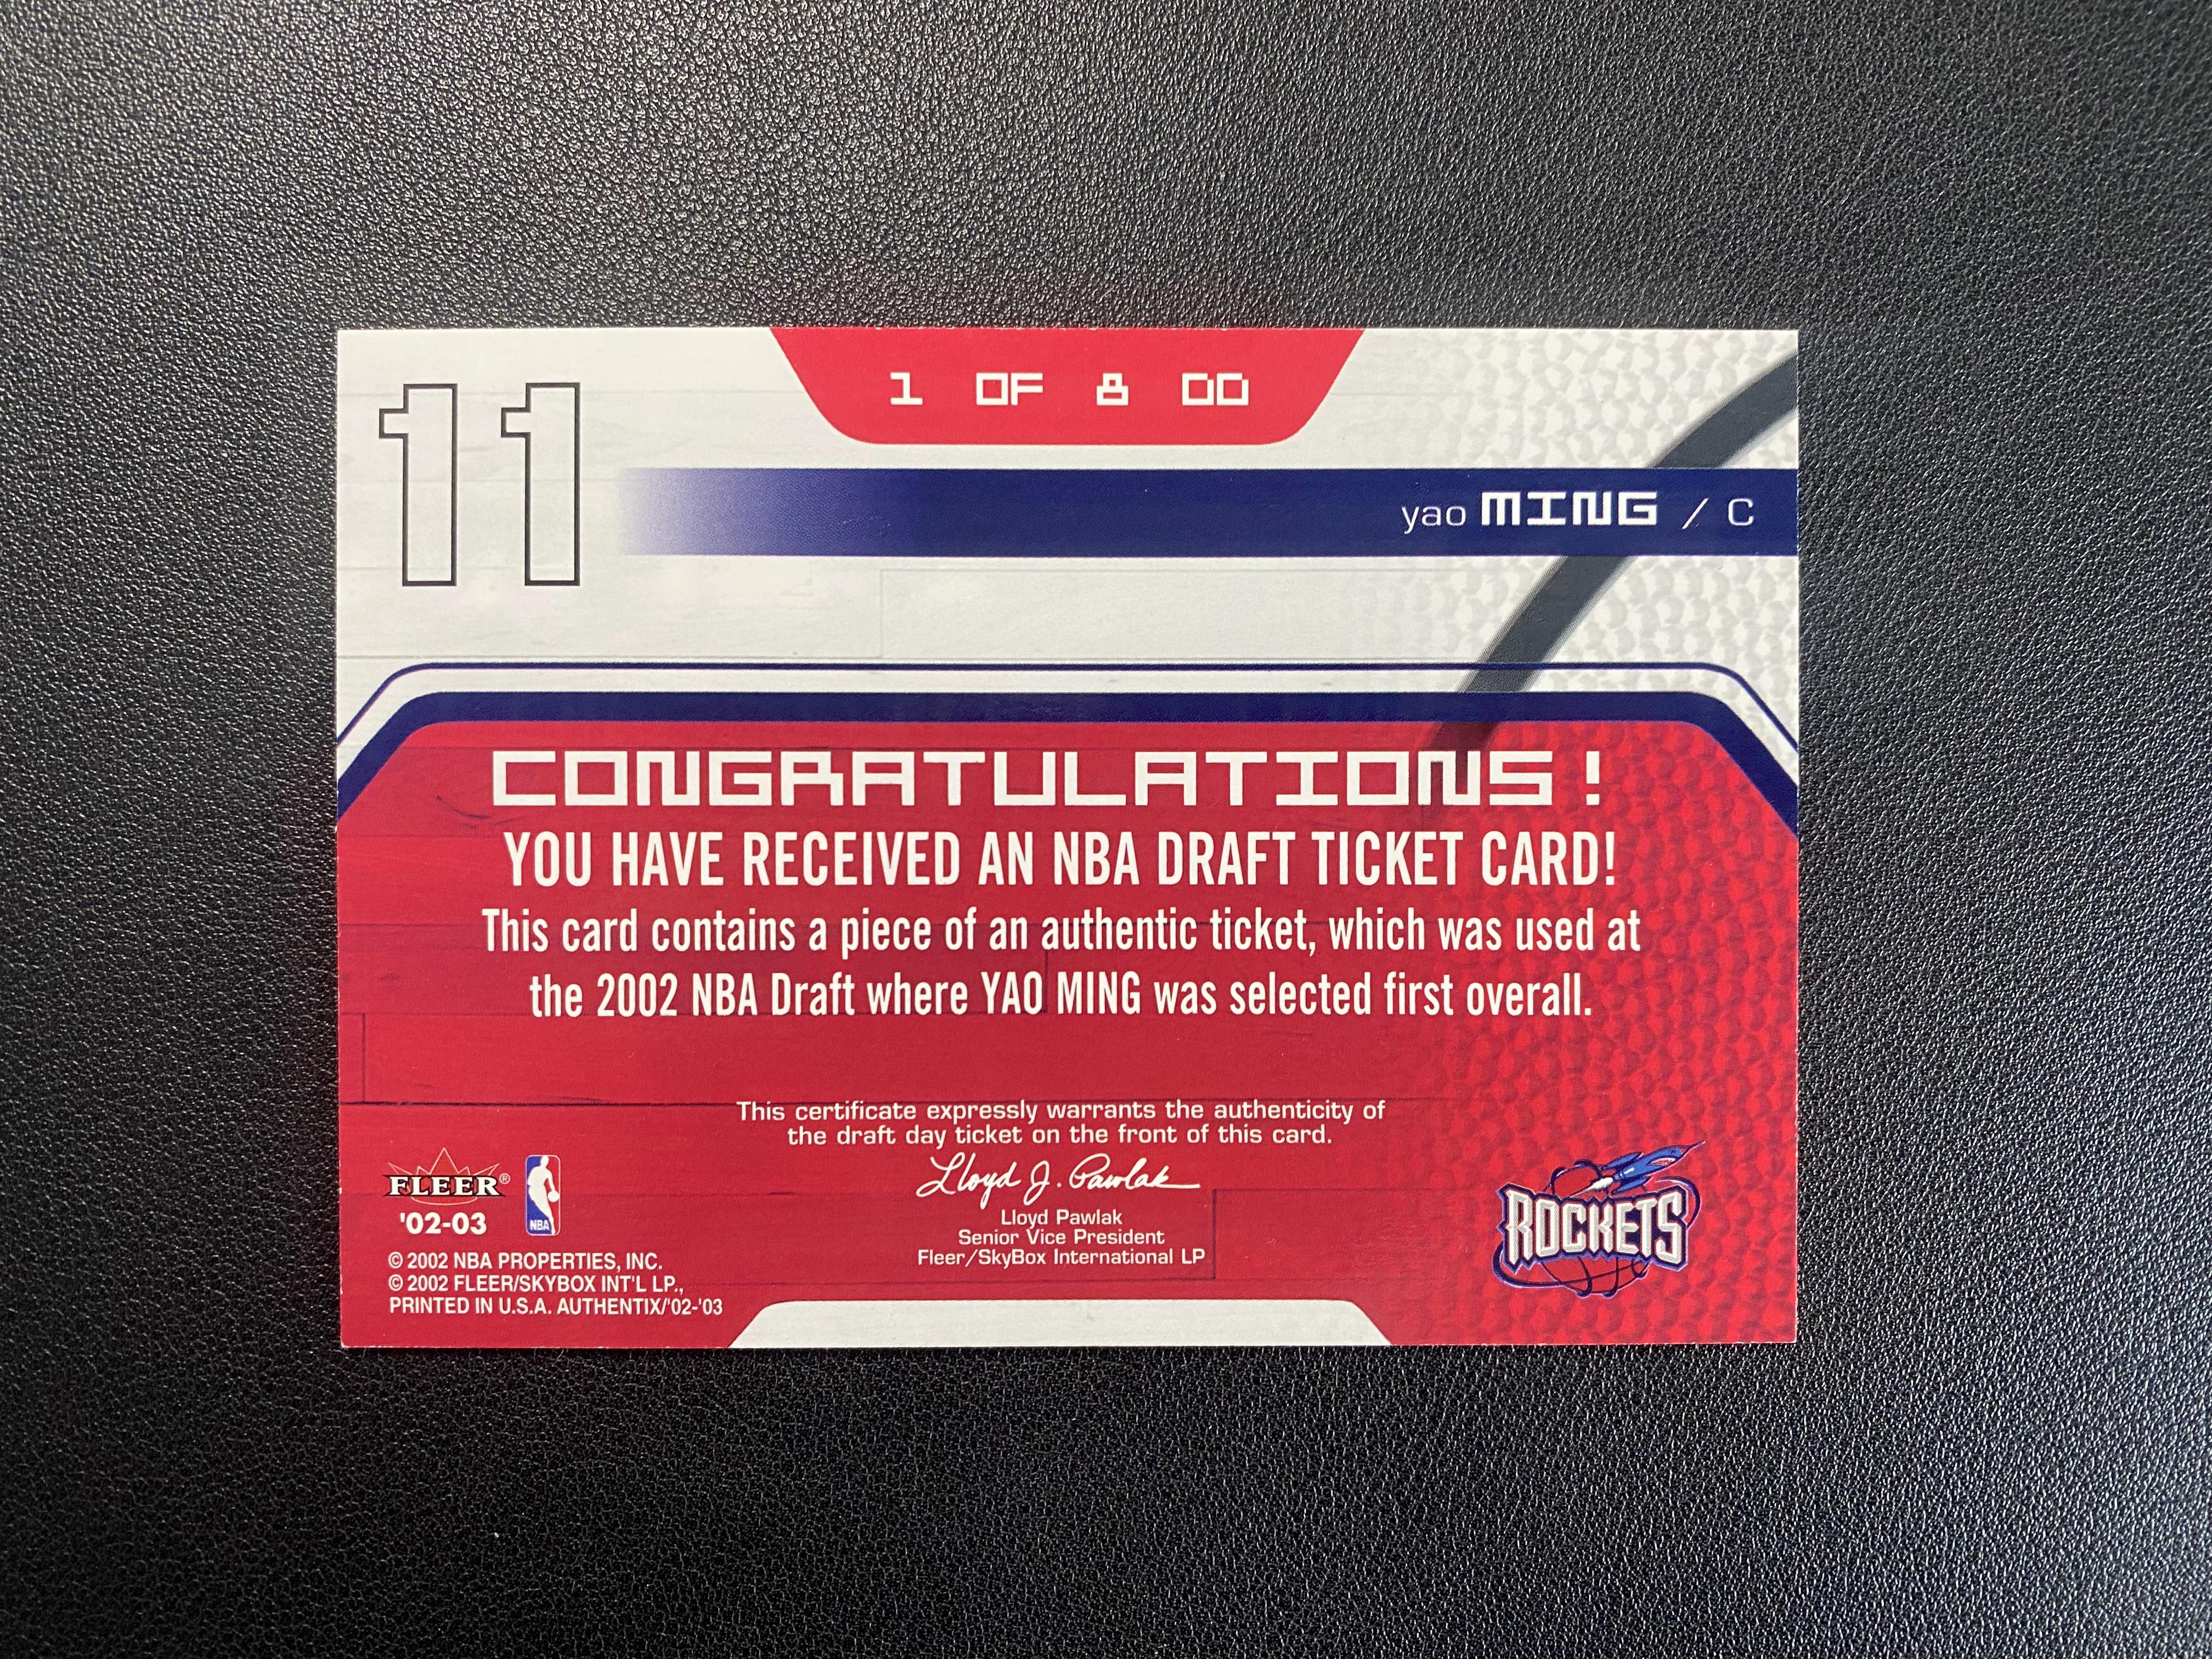 11
1 OF 8 DD
yao MING / C
CONGRATULATIONS!
YOU HAVE RECEIVED AN NBA DRAFT TICKET CARD!
This card contains a piece of an authentic ticket, which was used at
the 2002 NBA Draft where YAO MING was selected first overall.
This certificate expressly warrants the authenticity of
the draft day ticket on the front of this card.
Lloyd J. Pawlak
Lloyd Pawlak
Senior Vice President
Fleer/SkyBox International LP
FLEER®
'02-03
NBA
© 2002 NBA PROPERTIES, INC.
© 2002 FLEER/SKYBOX INT'L LP.,
PRINTED IN U.S.A. AUTHENTIX/'02-'03
ROCKETS